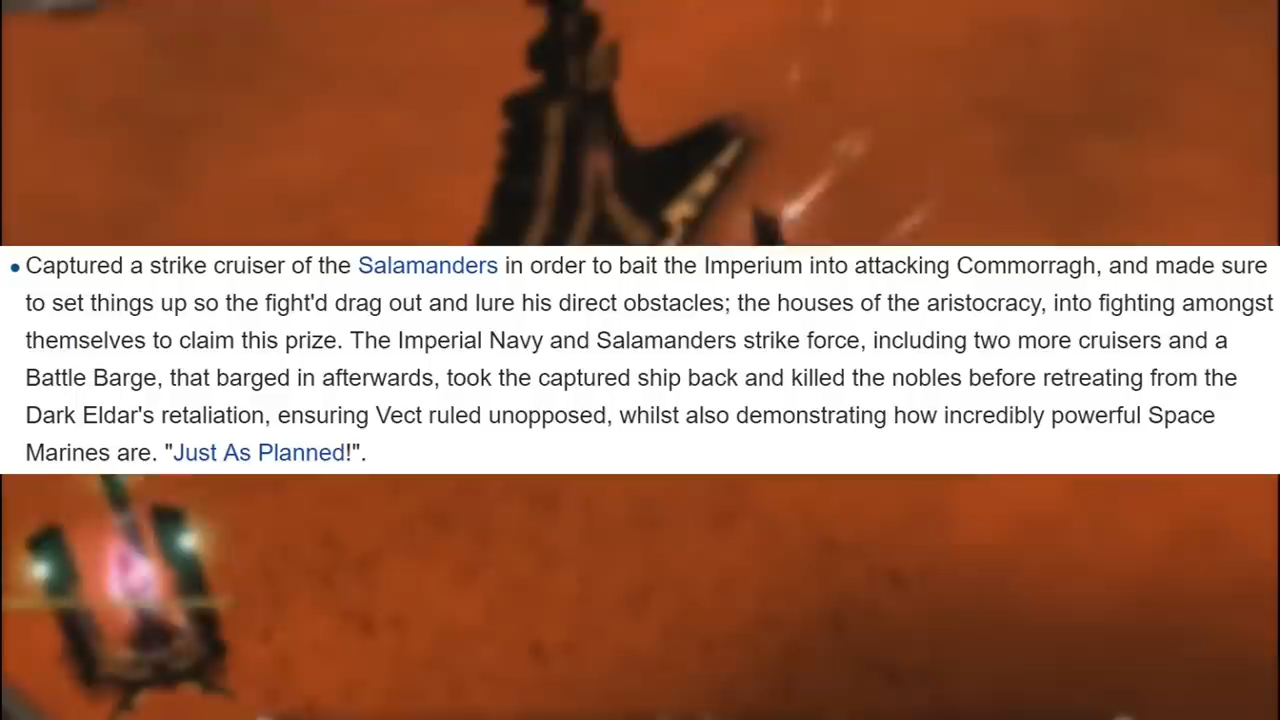 • Captured a strike cruiser of the Salamanders in order to bait the Imperium into attacking Commorragh, and made sure
to set things up so the fight'd drag out and lure his direct obstacles; the houses of the aristocracy, into fighting amongst
themselves to claim this prize. The Imperial Navy and Salamanders strike force, including two more cruisers and a
Battle Barge, that barged in afterwards, took the captured ship back and killed the nobles before retreating from the
Dark Eldar's retaliation, ensuring Vect ruled unopposed, whilst also demonstrating how incredibly powerful Space
Marines are. "Just As Planned!".